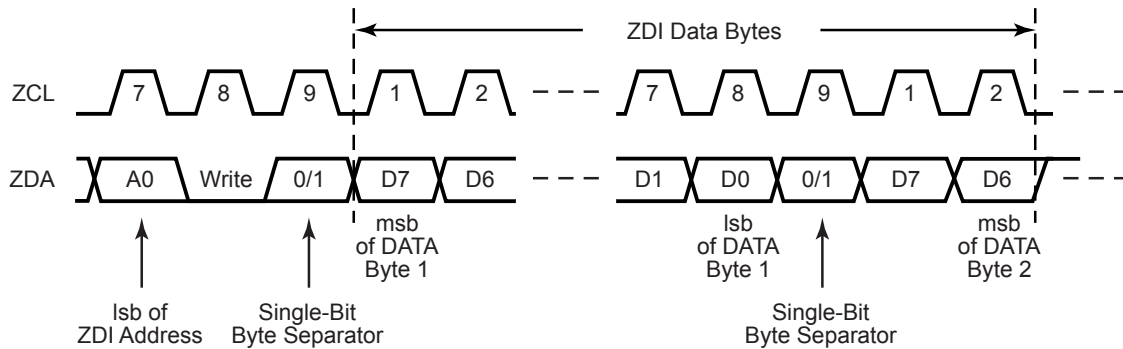 ZDI Data Bytes
ZCL 7 8 9 1 2 7 8 9 1 2
ZDA A0 Write 0/1 D7 D6 D1 D0 0/1 D7 D6
msb
of DATA
Byte 1
lsb
of DATA
Byte 1
msb
of DATA
Byte 2
lsb of
ZDI Address
Single-Bit
Byte Separator
Single-Bit
Byte Separator